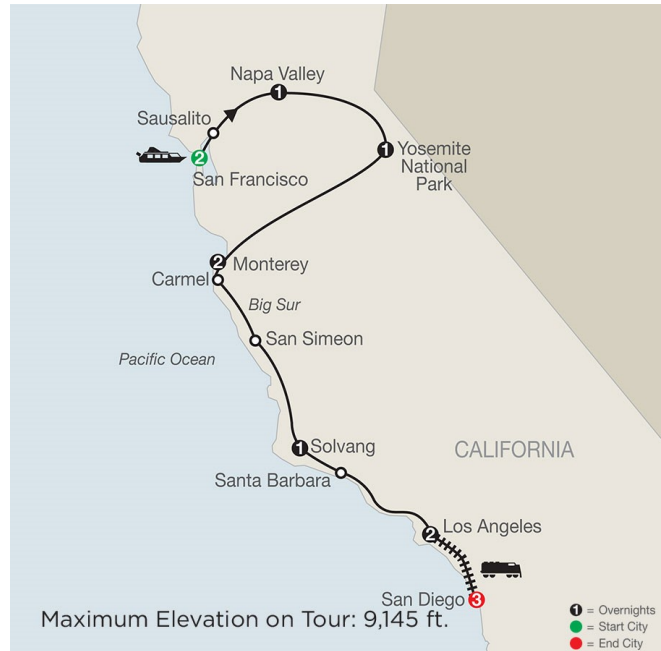 Napa Valley
1
Sausalito
1
Yosemite
National
Park
2
San Francisco
2
Monterey
Carmel
Big Sur
San Simeon
Pacific Ocean
1
Solvang
CALIFORNIA
Santa Barbara
2
Los Angeles
San Diego
3
Maximum Elevation on Tour: 9,145 ft.
1 = Overnights
= Start City
= End City